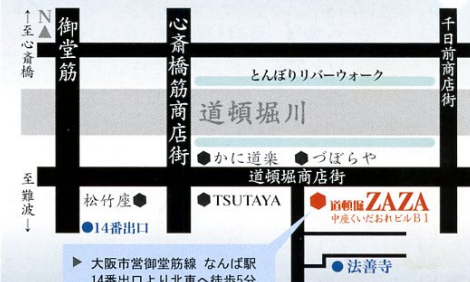 N
←至心斎橋
御堂筋
心斎橋筋商店街
千日前商店街
とんぼりリバーウォーク
道頓堀川
●かに道楽 ●づぼらや
道頓堀商店街
至難波→
松竹座
TSUTAYA
道頓堀ZAZA
中座くいだおれビルB1
●14番出口
●法善寺
▶ 大阪市営御堂筋線 なんば駅
14番出口より北東へ徒歩5分